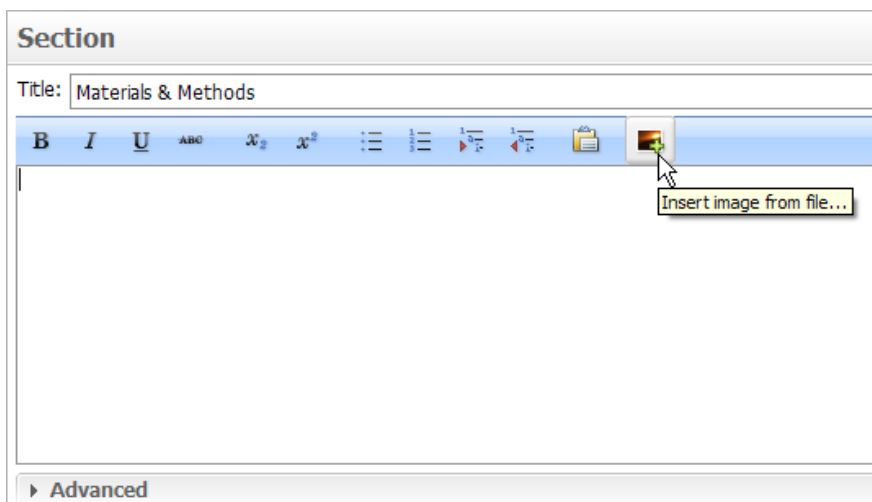 Section
Title: Materials & Methods
B I U ABC x₂ x²
Insert image from file...
Advanced